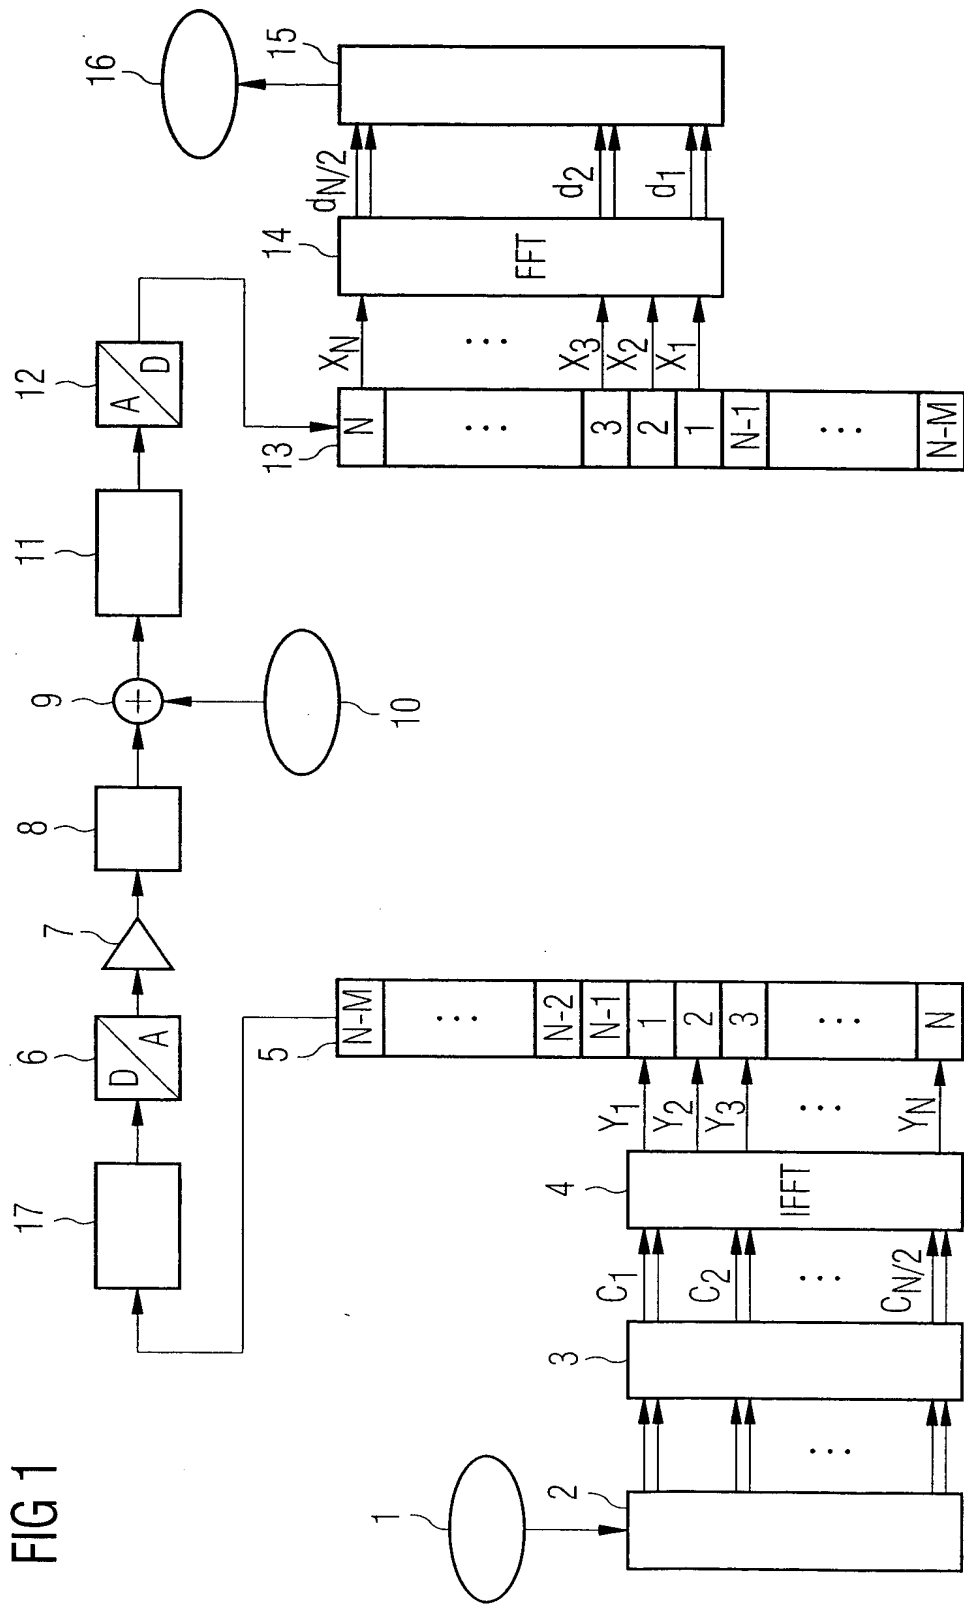 FIG 1
1
2
3
C1
C2
...
CN/2
...
4
IFFT
Y1
Y2
Y3
...
YN
5
N-M
...
N-2
N-1
1
2
3
...
N
17
6
D
A
7
8
9
+
10
11
12
A
D
13
N
...
3
2
1
N-1
...
N-M
XN
...
X3
X2
X1
14
FFT
dN/2
d2
d1
15
16